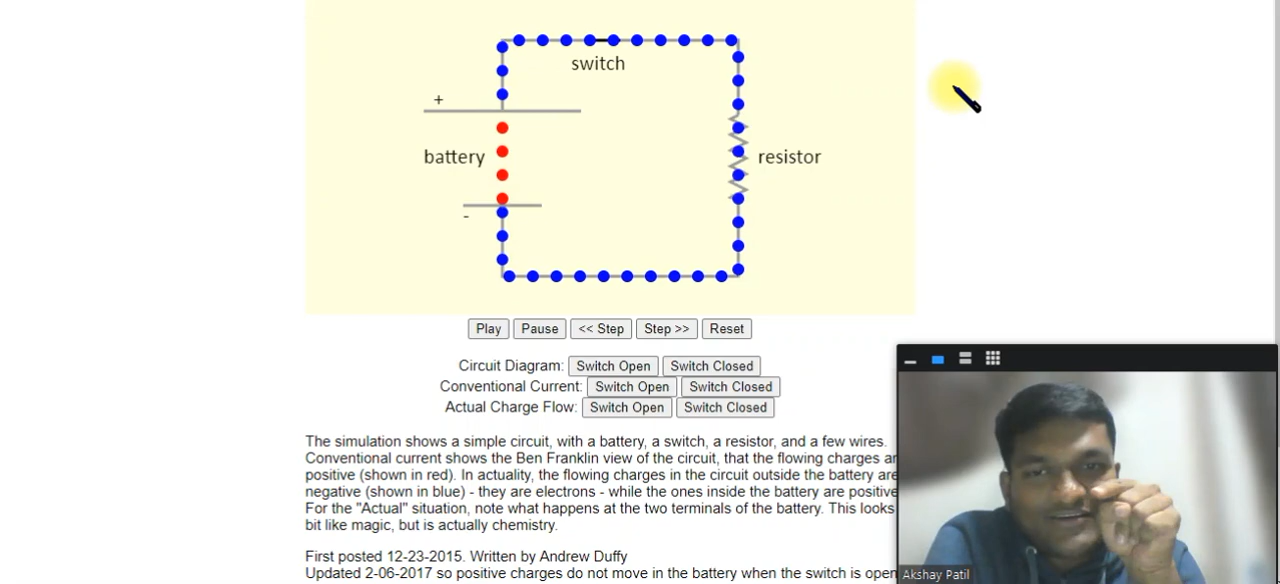 switch
+
battery
resistor
-
Play Pause << Step Step >> Reset
Circuit Diagram: Switch Open Switch Closed
Conventional Current: Switch Open Switch Closed
Actual Charge Flow: Switch Open Switch Closed
The simulation shows a simple circuit, with a battery, a switch, a resistor, and a few wires.
Conventional current shows the Ben Franklin view of the circuit, that the flowing charges ar
positive (shown in red). In actuality, the flowing charges in the circuit outside the battery are
negative (shown in blue) - they are electrons - while the ones inside the battery are positive
For the "Actual" situation, note what happens at the two terminals of the battery. This looks
bit like magic, but is actually chemistry.
First posted 12-23-2015. Written by Andrew Duffy
Updated 2-06-2017 so positive charges do not move in the battery when the switch is open
Akshay Patil